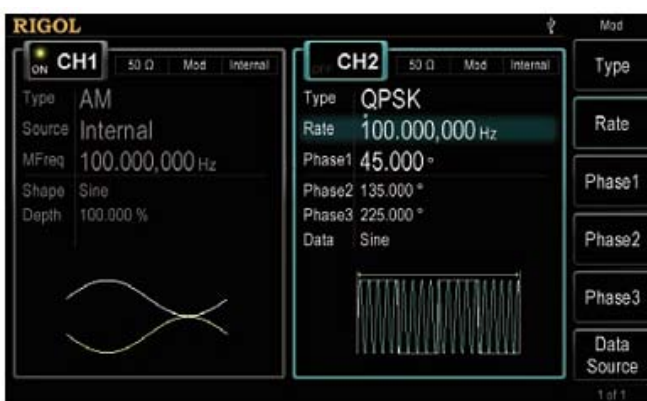 RIGOL
Mod
ON CH1 50 Ω Mod Internal
Type AM
Source Internal
MFreq 100.000,000 Hz
Shape Sine
Depth 100.000 %
OFF CH2 50 Ω Mod Internal
Type QPSK
Rate 100.000,000 Hz
Phase1 45.000 °
Phase2 135.000 °
Phase3 225.000 °
Data Sine
Type
Rate
Phase1
Phase2
Phase3
Data
Source
1 of 1